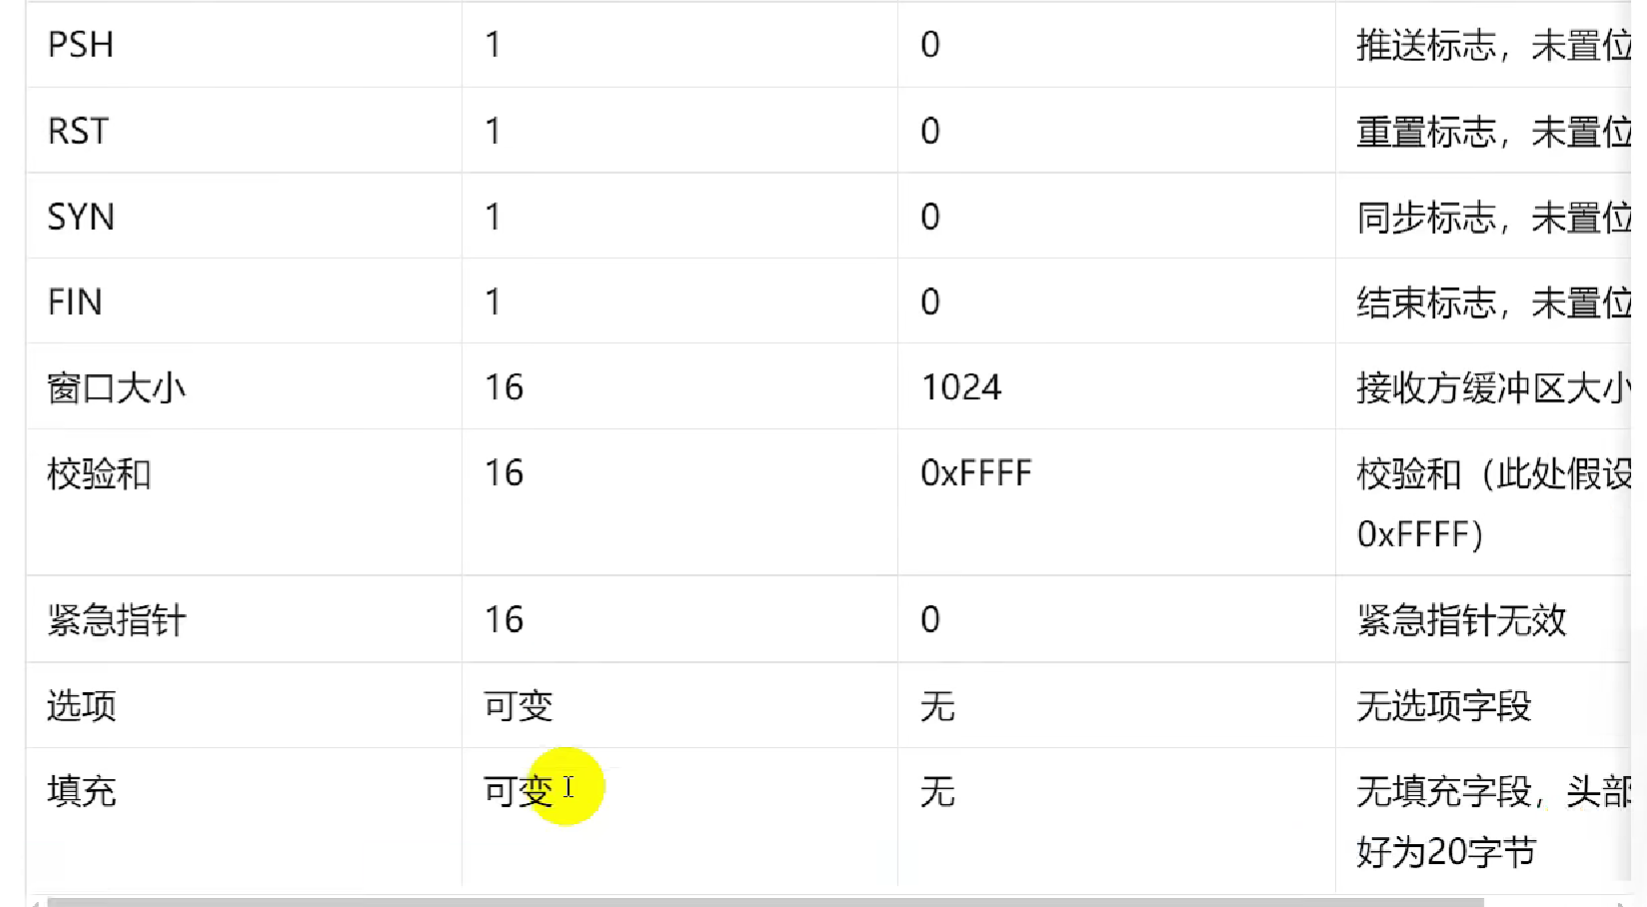 PSH 1 0 推送标志，未置位
RST 1 0 重置标志，未置位
SYN 1 0 同步标志，未置位
FIN 1 0 结束标志，未置位
窗口大小 16 1024 接收方缓冲区大小
校验和 16 0xFFFF 校验和（此处假设
0xFFFF）
紧急指针 16 0 紧急指针无效
选项 可变 无 无选项字段
填充 可变 无 无填充字段，头部
好为20字节